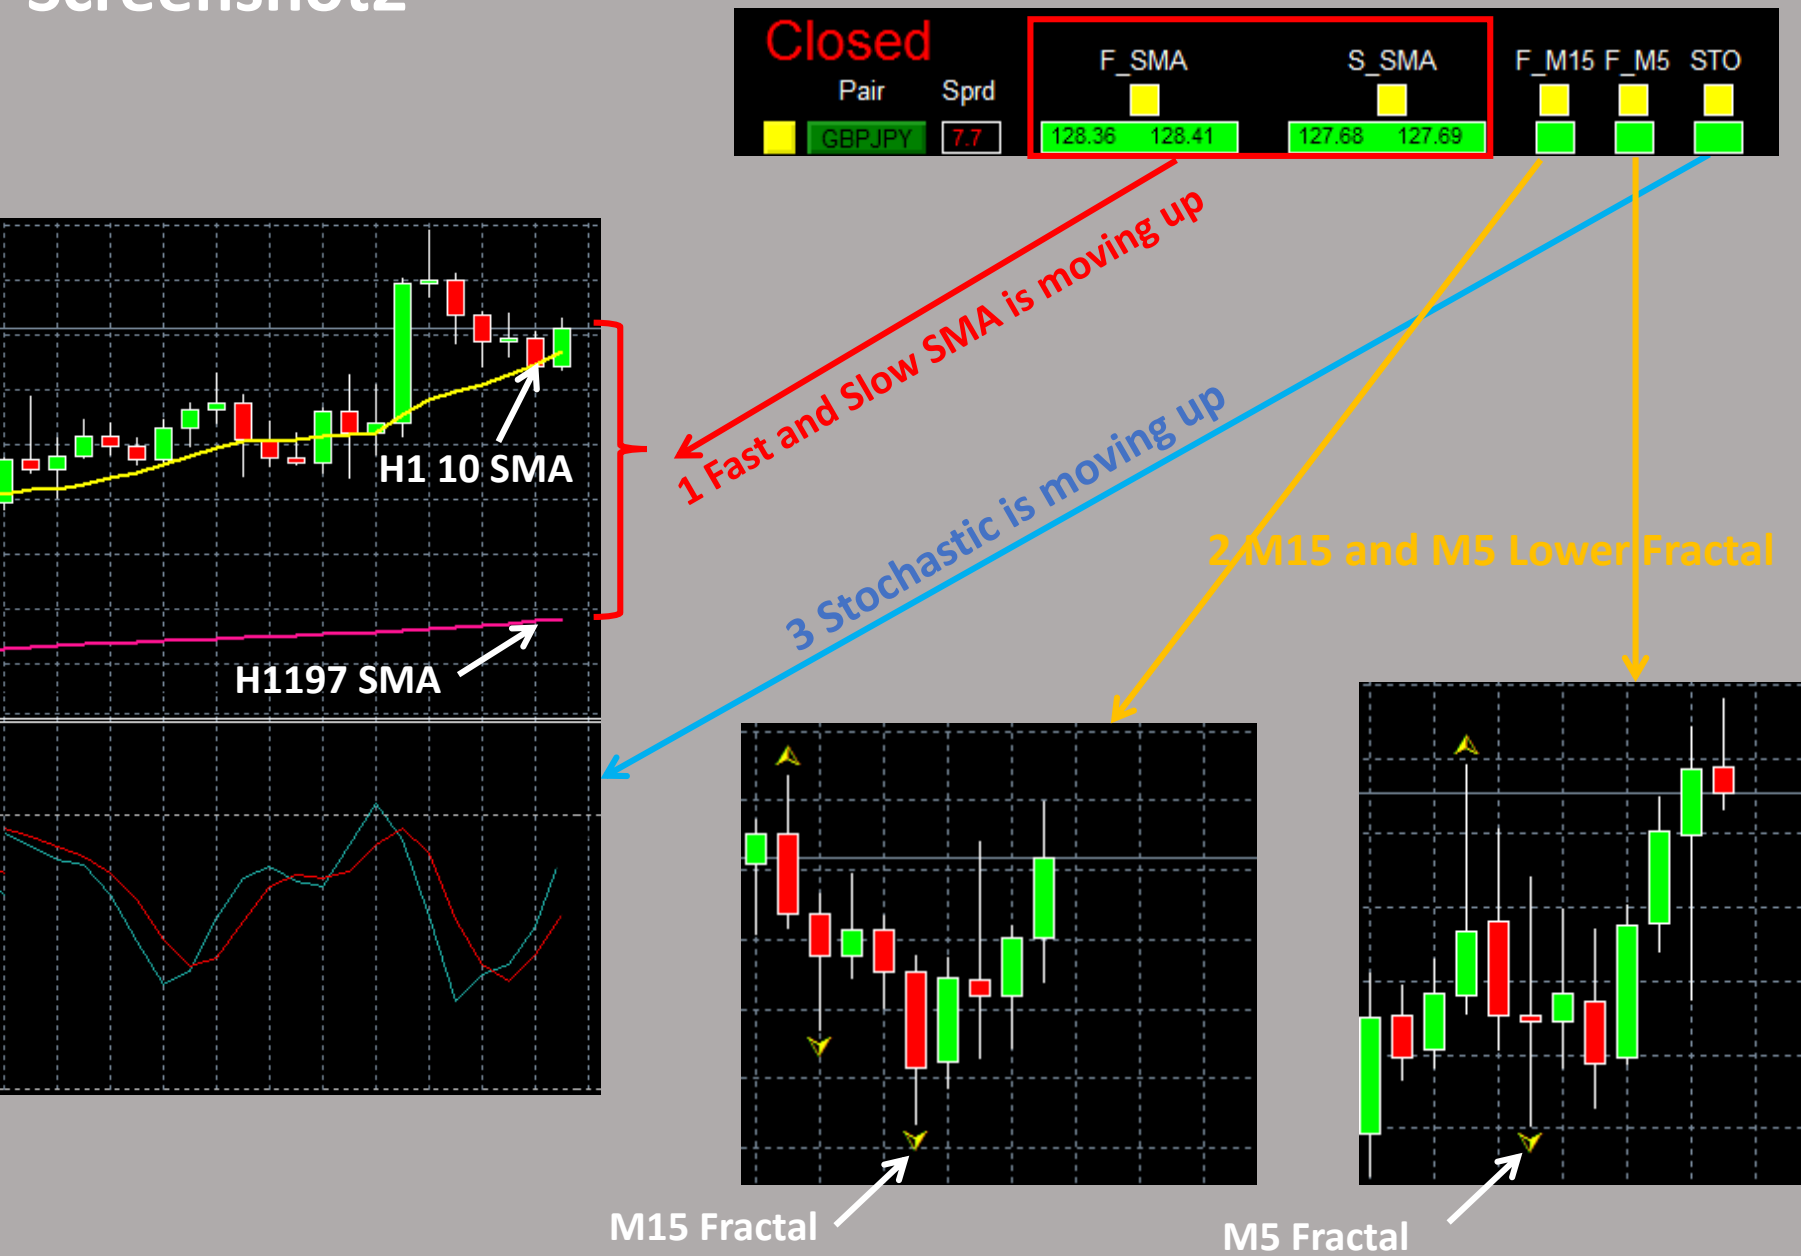 Screenshot2
Closed
Pair Sprd F_SMA S_SMA F_M15 F_M5 STO
GBPJPY 7.7 128.36 128.41 127.68 127.69
1 Fast and Slow SMA is moving up
3 Stochastic is moving up
2 M15 and M5 Lower Fractal
H1 10 SMA
H1197 SMA
M15 Fractal
M5 Fractal